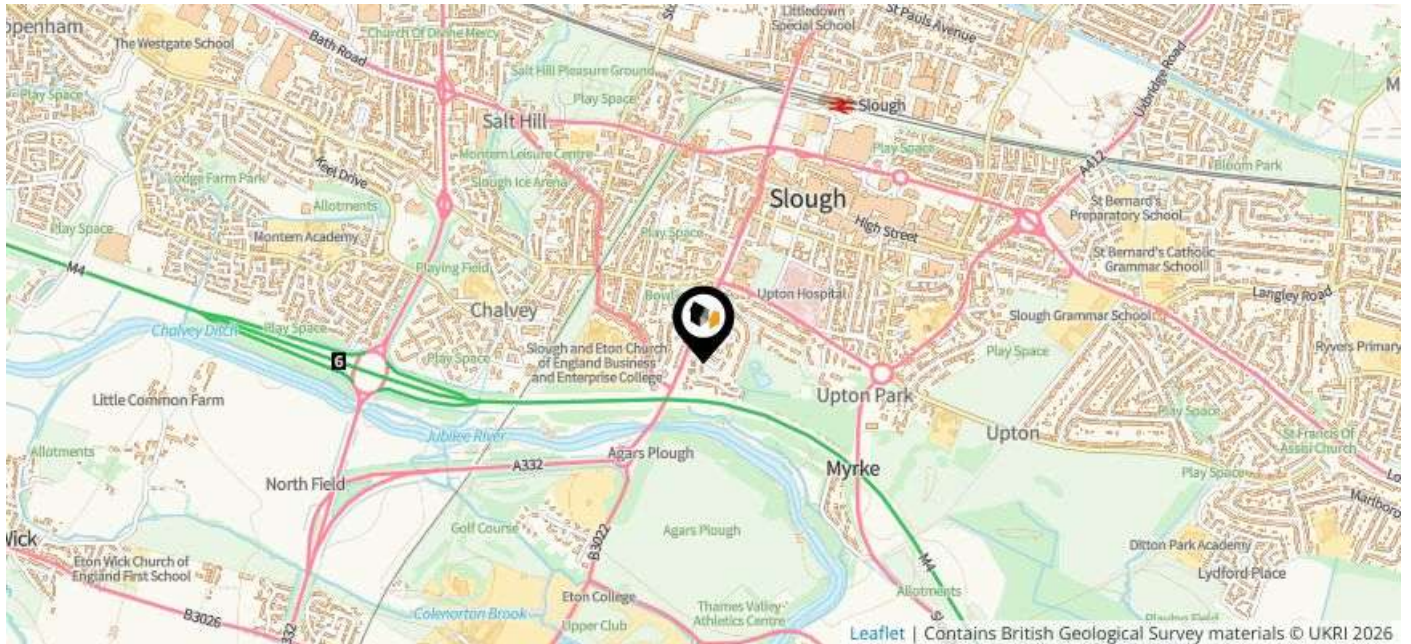 ppenham
The Westgate School
Bath Road
Church Of Divine Mercy
Littledown
Special School
St Pauls Avenue
Uxbridge Road
Salt Hill Pleasure Ground
Play Space
Play Space
Slough
Salt Hill
Montem Leisure Centre
Slough Ice Arena
Play Space
Bloom Park
A412
Keel Drive
Lodge Farm Park
Allotments
Slough
High Street
St Bernard's
Preparatory School
St Bernard's Catholic
Grammar School
Play Space
Montem Academy
Play Space
Playing Field
M4
Chalvey
Upton Hospital
Langley Road
Slough Grammar School
Chalvey Ditch
Play Space
6
Play Space
Slough and Eton Church
of England Business
and Enterprise College
Play Space
Ryvers Primary
Little Common Farm
Upton Park
Play Space
Upton
Jubilee River
Allotments
Agars Plough
A332
Myrke
St Francis Of
Assisi Church
Play Space
North Field
Golf Course
Agars Plough
B3022
Wick
Eton Wick Church of
England First School
M4
Ditton Park Academy
Lydford Place
Allotments
B3026
Colenorton Brook
Eton College
Upper Club
Thames Valley
Athletics Centre
Playing Field
Leaflet | Contains British Geological Survey materials © UKRI 2026